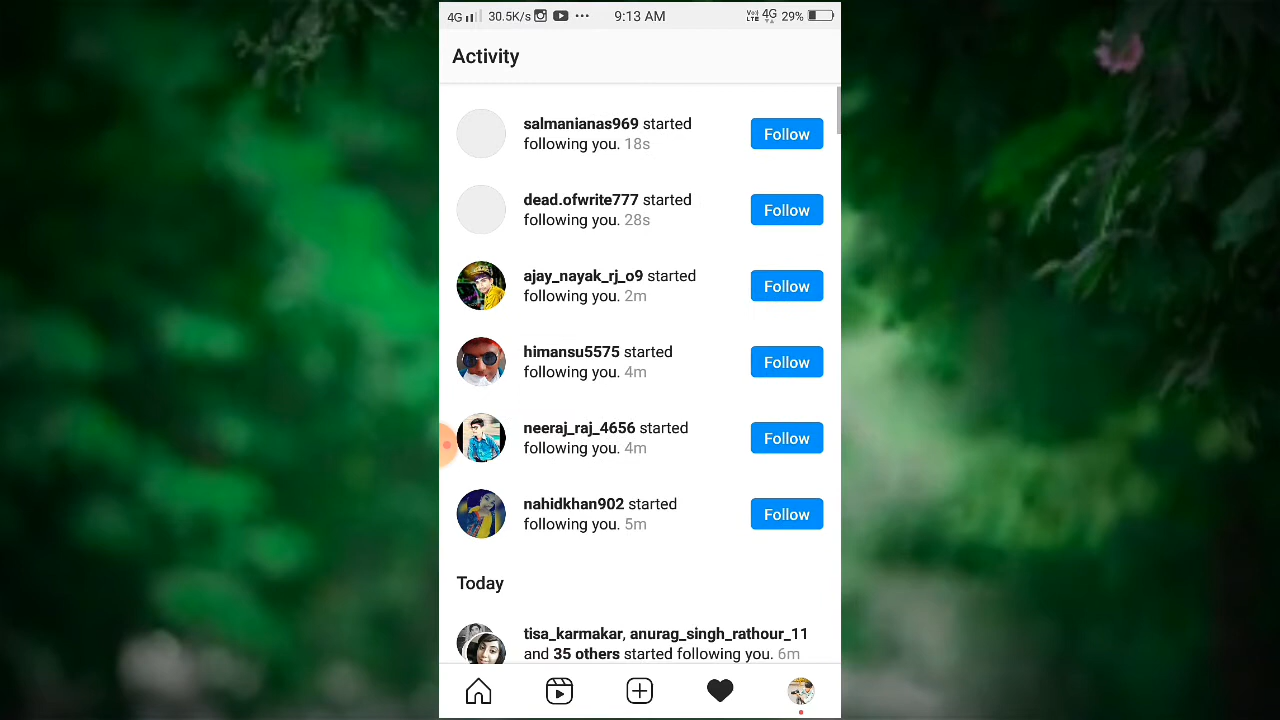 4G 30.5K/s ... 9:13 AM VoI LTE 4G 29%
Activity
salmanianas969 started
following you. 18s
Follow
dead.ofwrite777 started
following you. 28s
Follow
ajay_nayak_rj_o9 started
following you. 2m
Follow
himansu5575 started
following you. 4m
Follow
neeraj_raj_4656 started
following you. 4m
Follow
nahidkhan902 started
following you. 5m
Follow
Today
tisa_karmakar, anurag_singh_rathour_11
and 35 others started following you. 6m